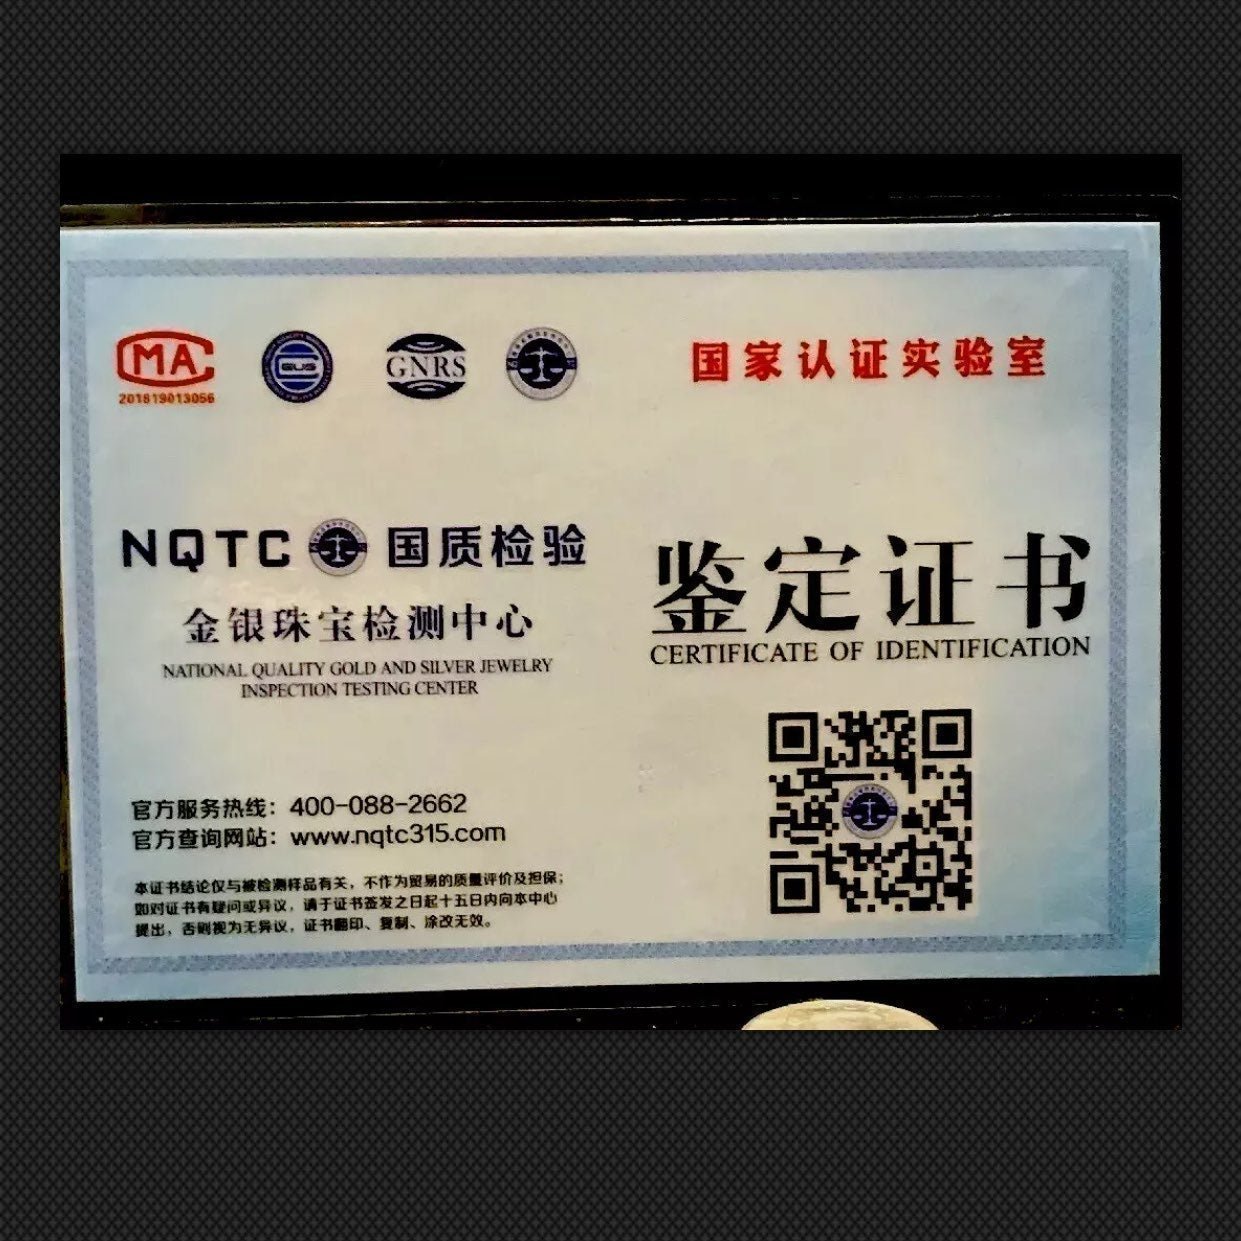 MA
201819013056
GUS
GNRS
国家认证实验室
NQTC 国质检验
金银珠宝检测中心
NATIONAL QUALITY GOLD AND SILVER JEWELRY
INSPECTION TESTING CENTER
鉴定证书
CERTIFICATE OF IDENTIFICATION
官方服务热线：400-088-2662
官方查询网站：www.nqtc315.com
本证书结论仅与被检测样品有关，不作为贸易的质量评价及担保；
如对证书有疑问或异议，请于证书签发之日起十五日内向本中心
提出，否则视为无异议，证书翻印、复制、涂改无效。